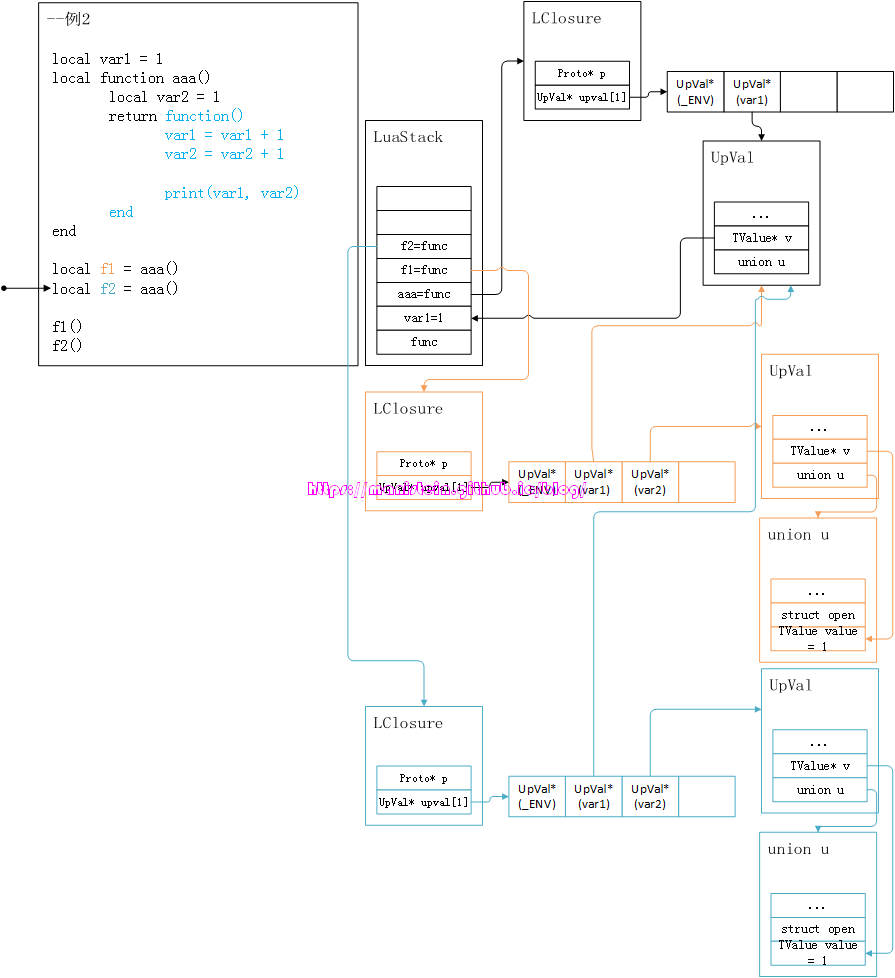 --例2
local var1 = 1
local function aaa()
local var2 = 1
return function()
var1 = var1 + 1
var2 = var2 + 1
print(var1, var2)
end
end
local f1 = aaa()
local f2 = aaa()
f1()
f2()
LuaStack
f2=func
f1=func
aaa=func
var1=1
func
LClosure
Proto* p
UpVal* upval[1]
UpVal*
(_ENV)
UpVal*
(var1)
UpVal
...
TValue* v
union u
LClosure
Proto* p
UpVal* upval[1]
UpVal*
(_ENV)
UpVal*
(var1)
UpVal*
(var2)
UpVal
...
TValue* v
union u
union u
...
struct open
TValue value
= 1
LClosure
Proto* p
UpVal* upval[1]
UpVal*
(_ENV)
UpVal*
(var1)
UpVal*
(var2)
UpVal
...
TValue* v
union u
union u
...
struct open
TValue value
= 1